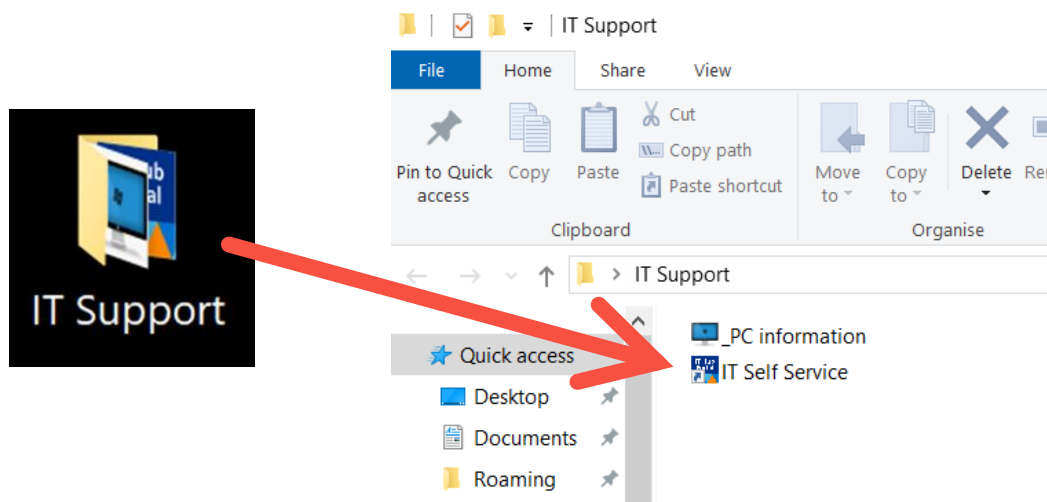 IT Support
IT Support
File Home Share View
Pin to Quick access
Copy
Paste
Cut
Copy path
Paste shortcut
Clipboard
Move to
Copy to
Delete
Organise
IT Support
Quick access
Desktop
Documents
Roaming
_PC information
IT Self Service